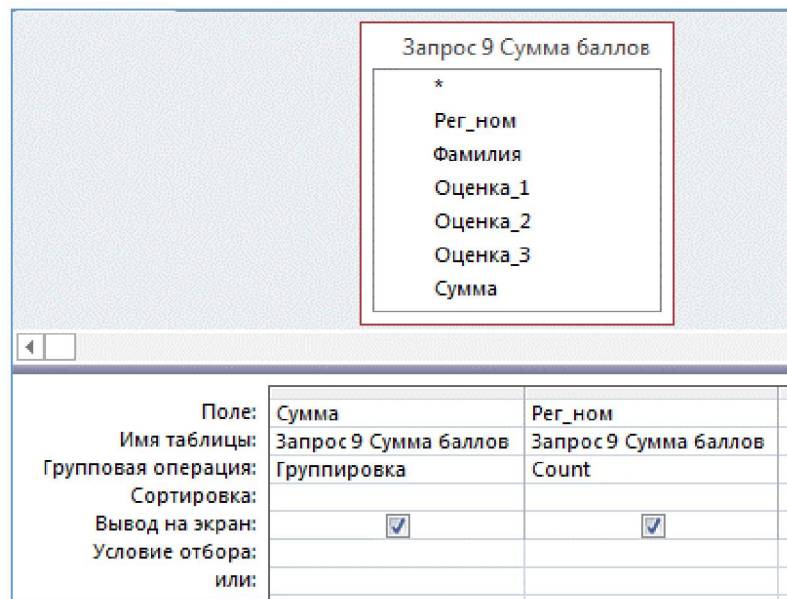 Запрос 9 Сумма баллов
*
Рег_ном
Фамилия
Оценка_1
Оценка_2
Оценка_3
Сумма
Поле: Сумма Рег_ном
Имя таблицы: Запрос 9 Сумма баллов Запрос 9 Сумма баллов
Групповая операция: Группировка Count
Сортировка:
Вывод на экран:
Условие отбора:
или: